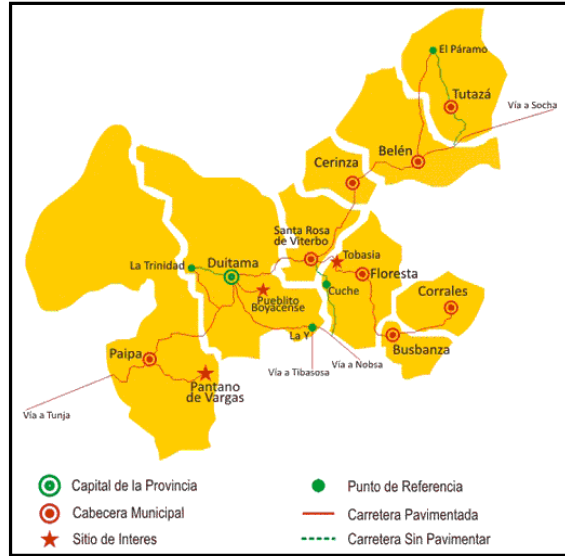 El Páramo
Tutazá
Vía a Socha
Belén
Cerinza
Santa Rosa
de Viterbo
Tobasia
La Trinidad
Duitama
Floresta
Cuche
Pueblito
Boyacense
Corrales
La Y
Busbanza
Paipa
Vía a Nobsa
Vía a Tibasosa
Pantano
de Vargas
Vía a Tunja
Capital de la Provincia
Punto de Referencia
Cabecera Municipal
Carretera Pavimentada
Sitio de Interes
Carretera Sin Pavimentar